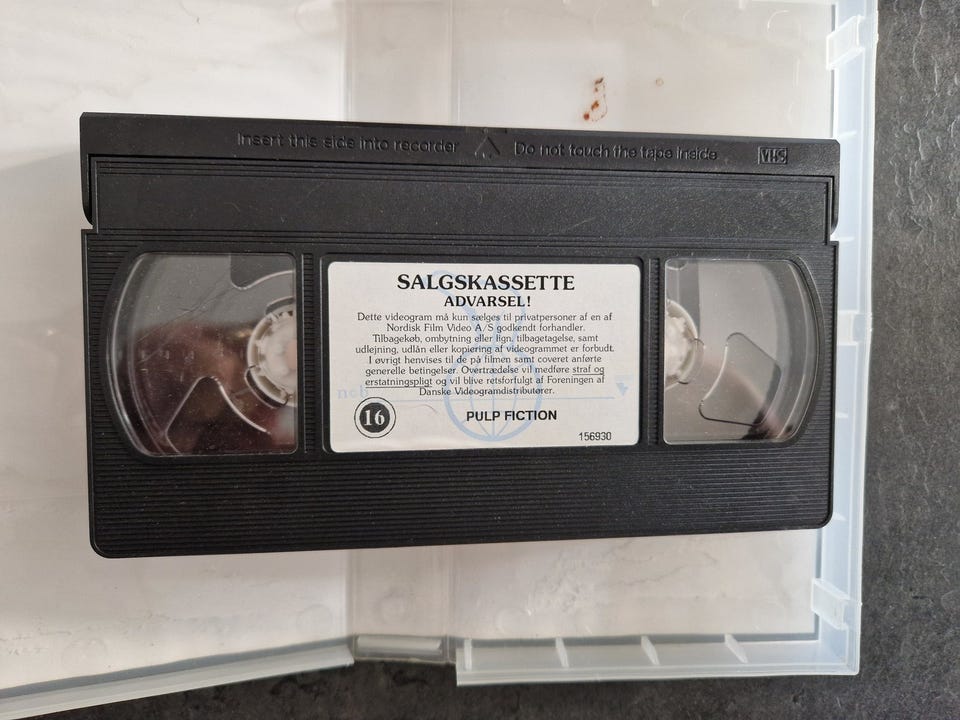 Insert this side into recorder Do not touch the tape inside VHS
SALGSKASSETTE
ADVARSEL!
Dette videogram må kun sælges til privatpersoner af en af
Nordisk Film Video A/S godkendt forhandler.
Tilbagekøb, ombytning eller lign. tilbagetagelse, samt
udlejning, udlån eller kopiering af videogrammet er forbudt.
I øvrigt henvises til de på filmen samt coveret anførte
generelle betingelser. Overtrædelse vil medføre straf og
erstatningspligt og vil blive retsforfulgt af Foreningen af
Danske Videogramdistributører.
ncb
16 PULP FICTION
156930